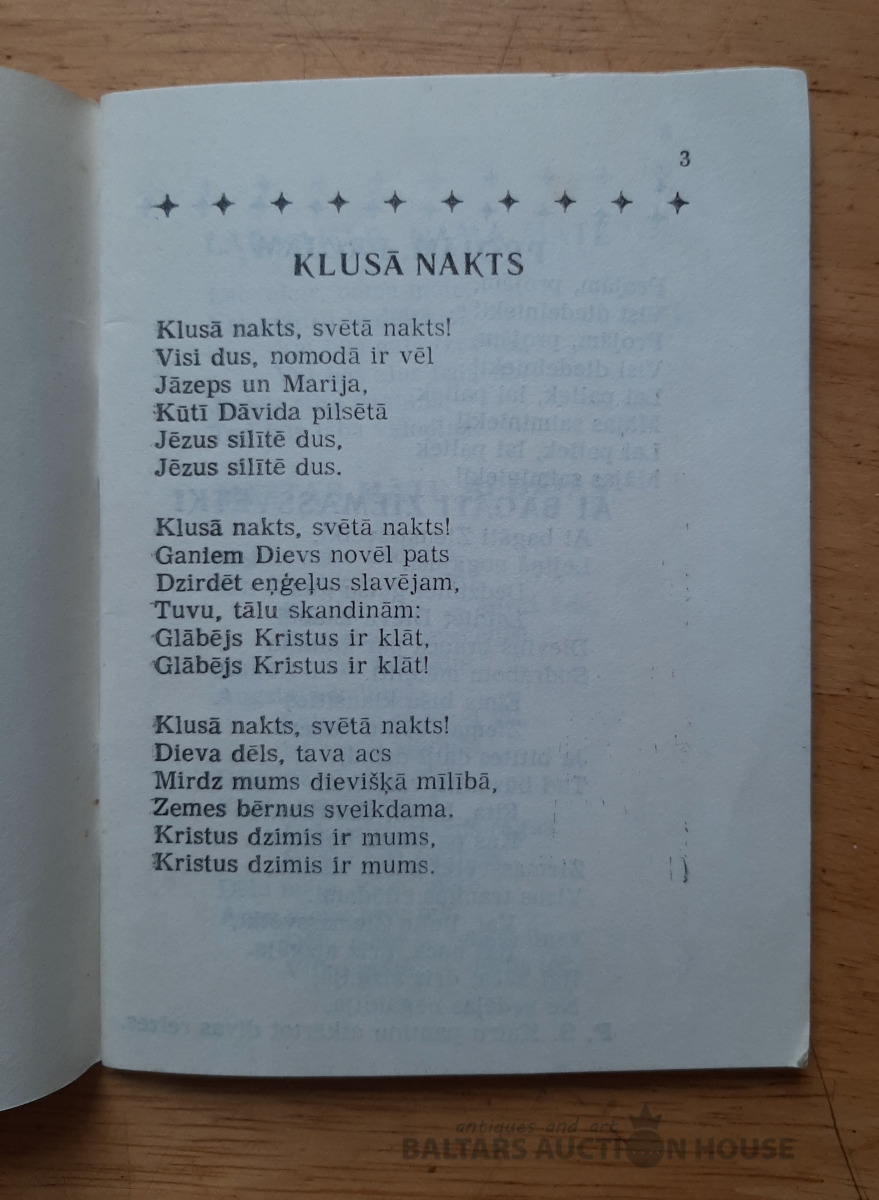 3
KLUSĀ NAKTS
Klusā nakts, svētā nakts!
Visi dus, nomodā ir vēl
Jāzeps un Marija,
Kūtī Dāvida pilsētā
Jēzus silītē dus,
Jēzus silītē dus.
Klusā nakts, svētā nakts!
Ganiem Dievs novēl pats
Dzirdēt eņģeļus slavējam,
Tuvu, tālu skandinām:
Glābējs Kristus ir klāt,
Glābējs Kristus ir klāt!
Klusā nakts, svētā nakts!
Dieva dēls, tava acs
Mirdz mums dievišķā mīlībā,
Zemes bērnus sveikdama.
Kristus dzimis ir mums,
Kristus dzimis ir mums.
antiques and art
BALTARS AUCTION HOUSE